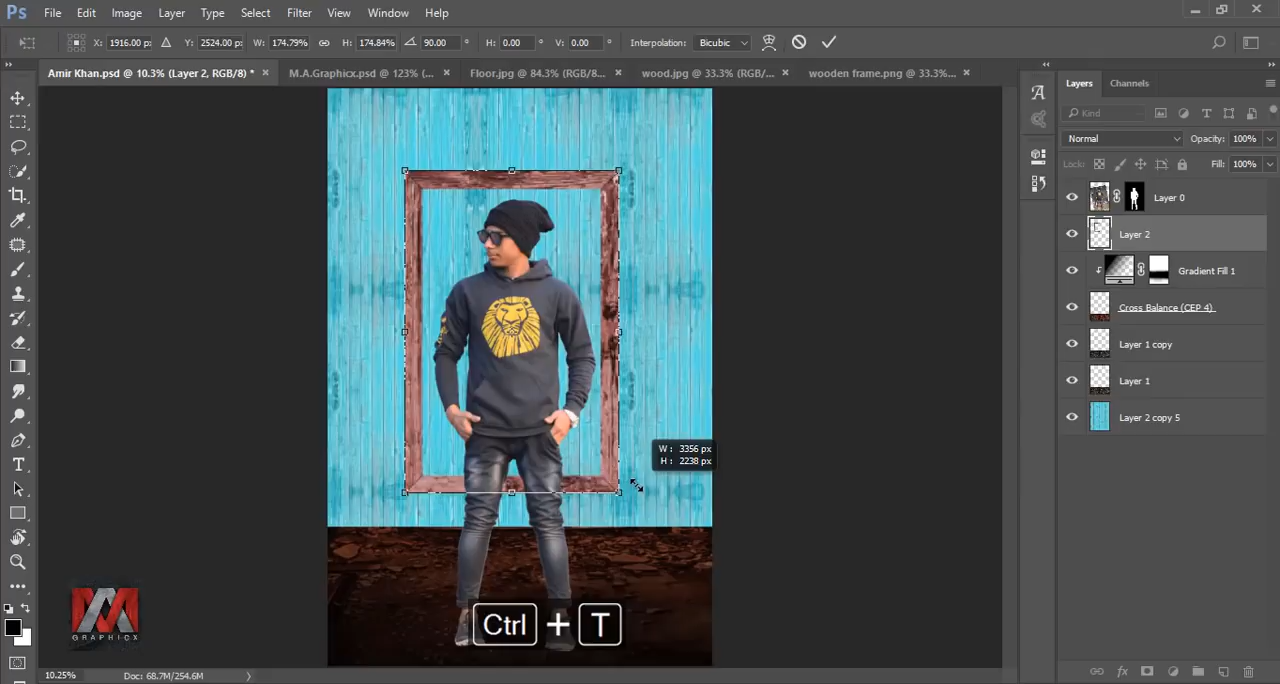 Ps File Edit Image Layer Type Select Filter View Window Help
X: 1916.00 px Y: 2524.00 px W: 174.79% H: 174.84% 90.00 ° H: 0.00 ° V: 0.00 ° Interpolation: Bicubic
Amir Khan.psd @ 10.3% (Layer 2, RGB/8) * × M.A.Graphicx.psd @ 123% (... × Floor.jpg @ 84.3% (RGB/8... × wood.jpg @ 33.3% (RGB/... × wooden frame.png @ 33.3%... ×
Layers Channels
Kind
Normal Opacity: 100%
Lock: Fill: 100%
Layer 0
Layer 2
Gradient Fill 1
Cross Balance (CEP 4)
Layer 1 copy
Layer 1
Layer 2 copy 5
W: 3356 px
H: 2238 px
Ctrl + T
GRAPHICX
10.25% Doc: 68.7M/254.6M